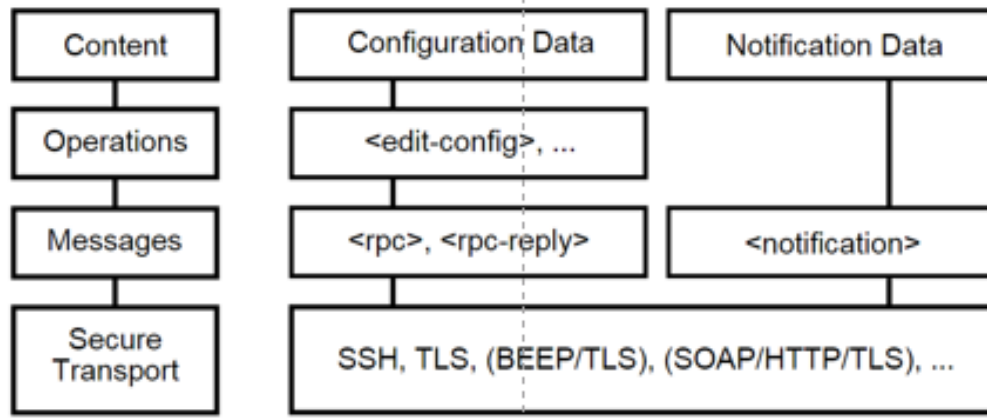 Content
Configuration Data
Notification Data
Operations
<edit-config>, ...
Messages
<rpc>, <rpc-reply>
<notification>
Secure
Transport
SSH, TLS, (BEEP/TLS), (SOAP/HTTP/TLS), ...